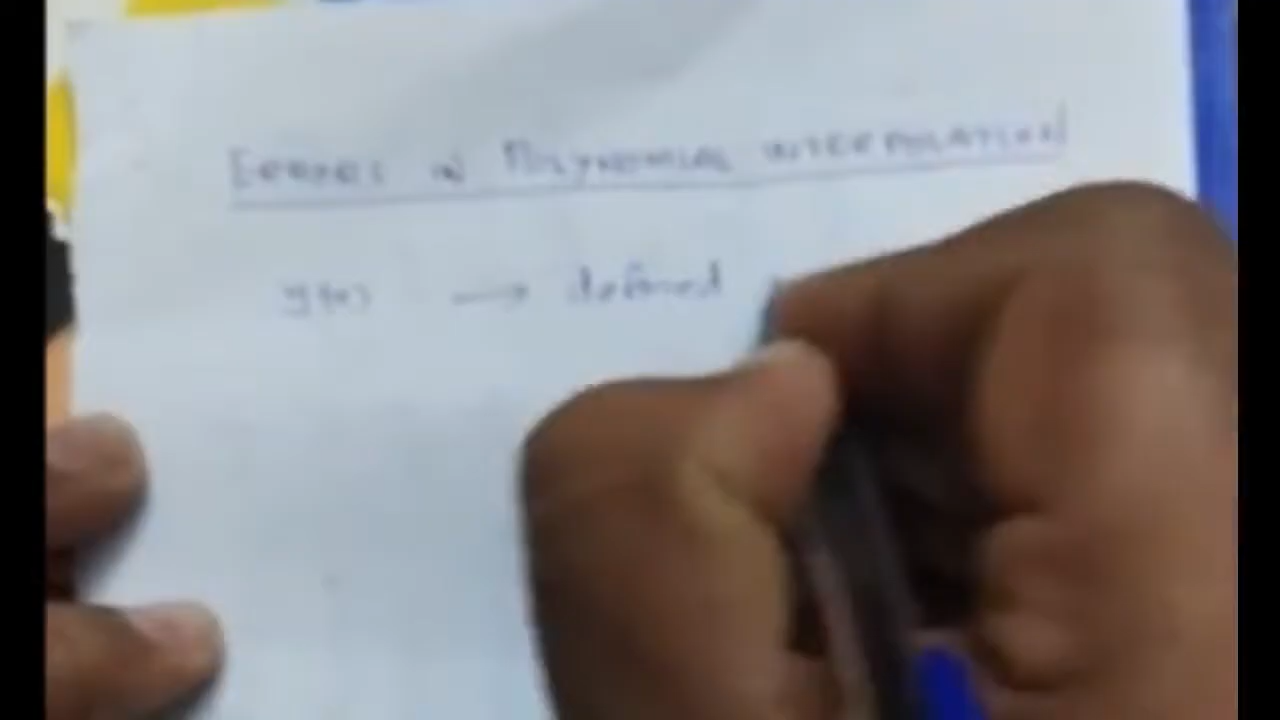 ERRORS IN POLYNOMIAL INTERPOLATION
y(x) → defined